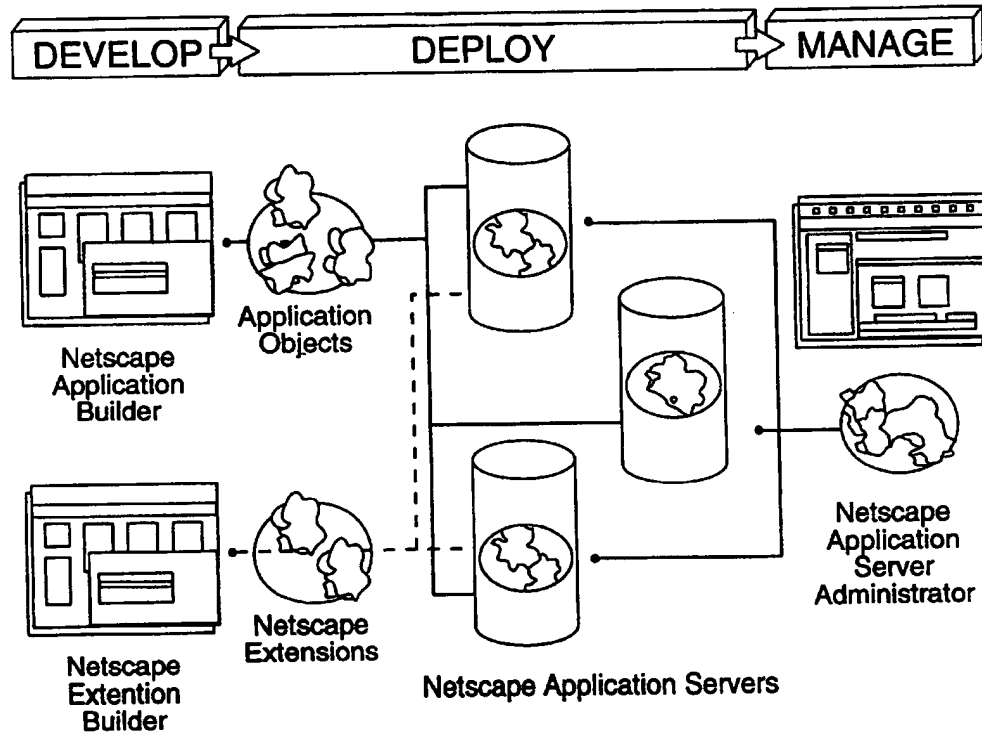 DEVELOP
DEPLOY
MANAGE
Application
Objects
Netscape
Application
Builder
Netscape
Application
Server
Administrator
Netscape
Extensions
Netscape
Extention
Builder
Netscape Application Servers